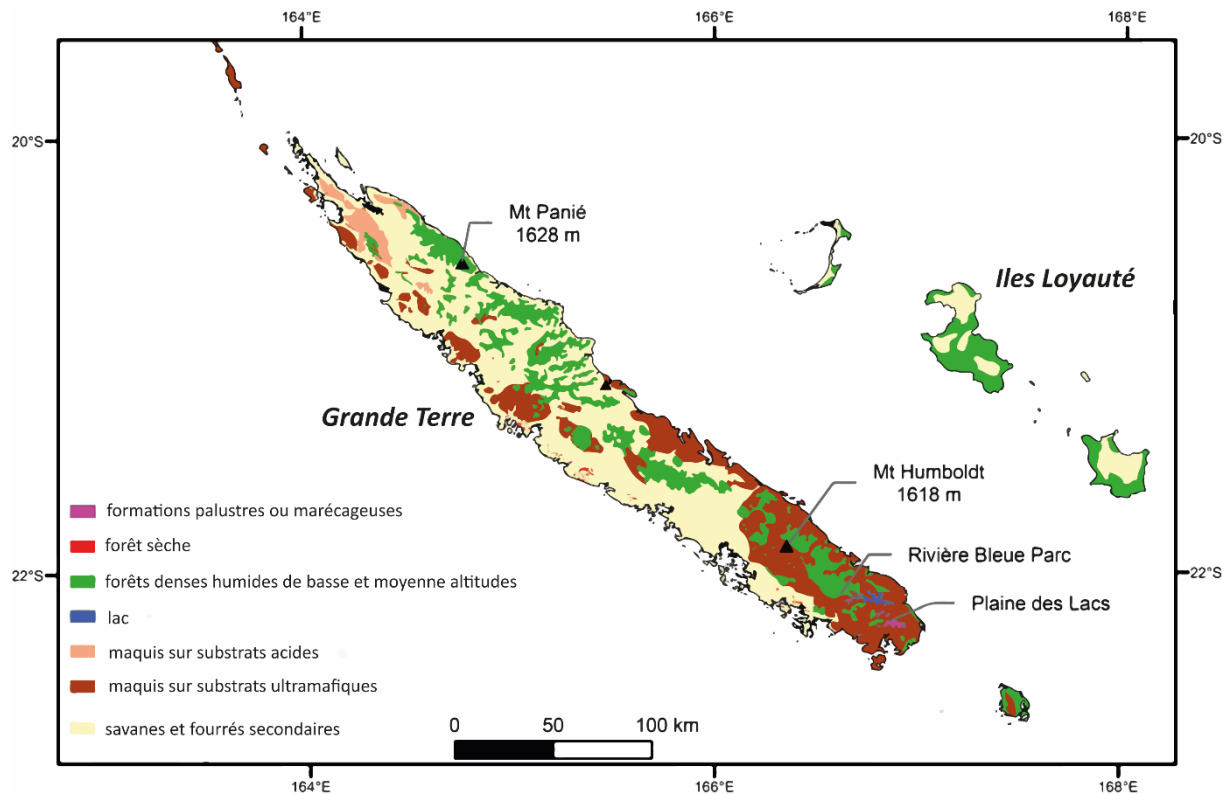 164°E
166°E
168°E
20°S
20°S
Mt Panié
1628 m
Iles Loyauté
Grande Terre
Mt Humboldt
1618 m
formations palustres ou marécageuses
forêt sèche
Rivière Bleue Parc
22°S
forêts denses humides de basse et moyenne altitudes
22°S
Plaine des Lacs
lac
maquis sur substrats acides
maquis sur substrats ultramafiques
savanes et fourrés secondaires
0
50
100 km
164°E
166°E
168°E